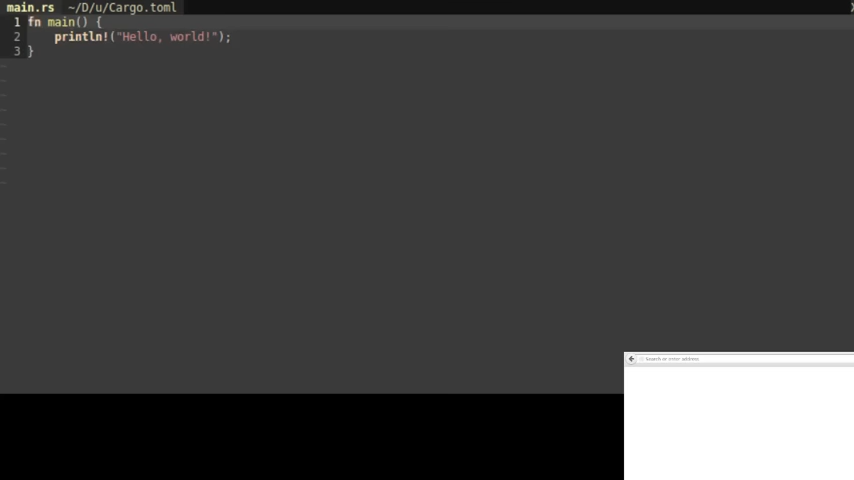 main.rs ~/D/u/Cargo.toml
1 fn main() {
2     println!("Hello, world!");
3 }
~
~
~
~
~
~
~
~
~
Search or enter address